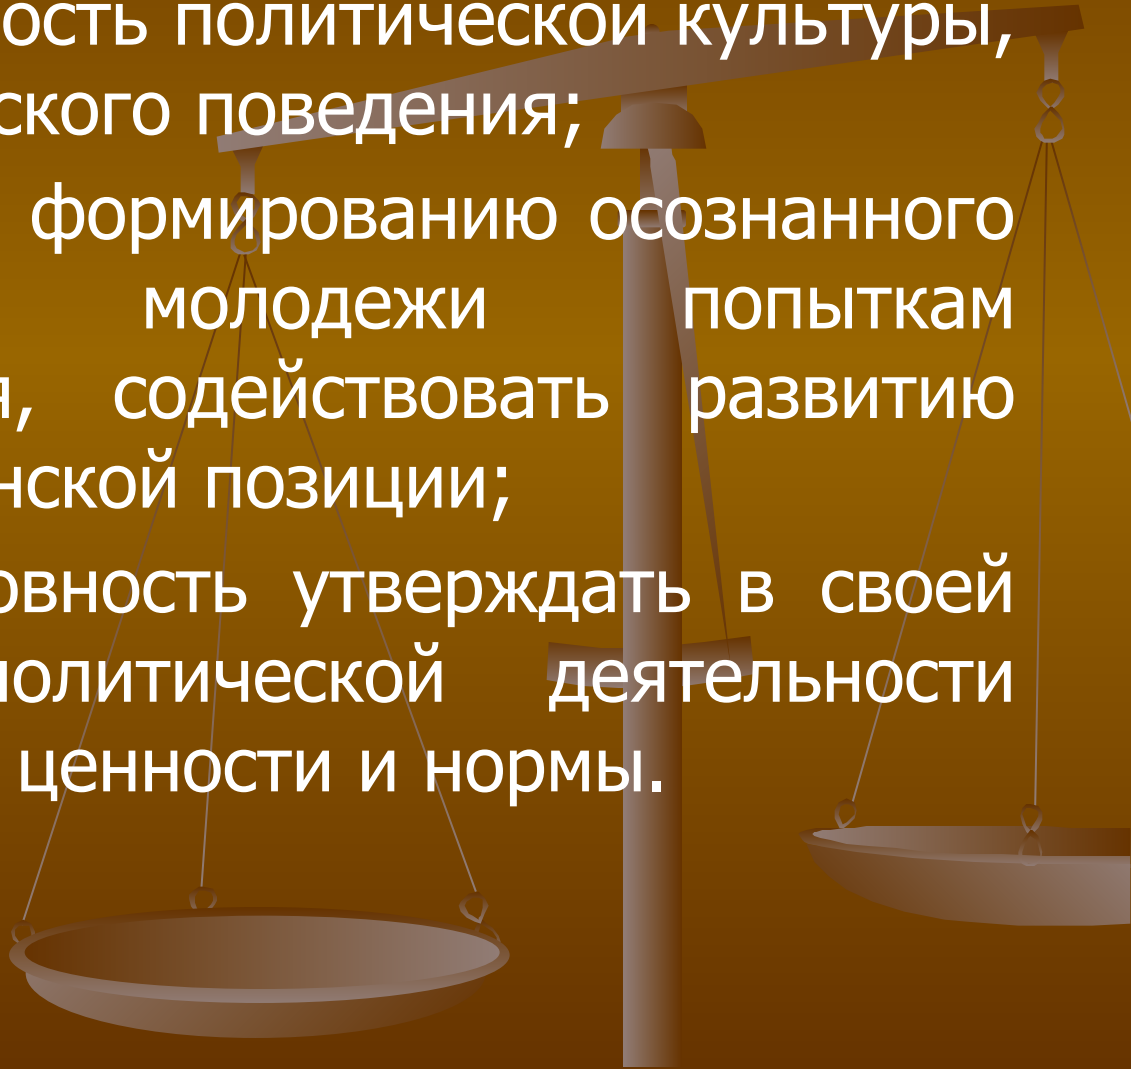 ость политической культуры,
ского поведения;
формированию осознанного
молодежи попыткам
я, содействовать развитию
нской позиции;
овность утверждать в своей
политической деятельности
ценности и нормы.